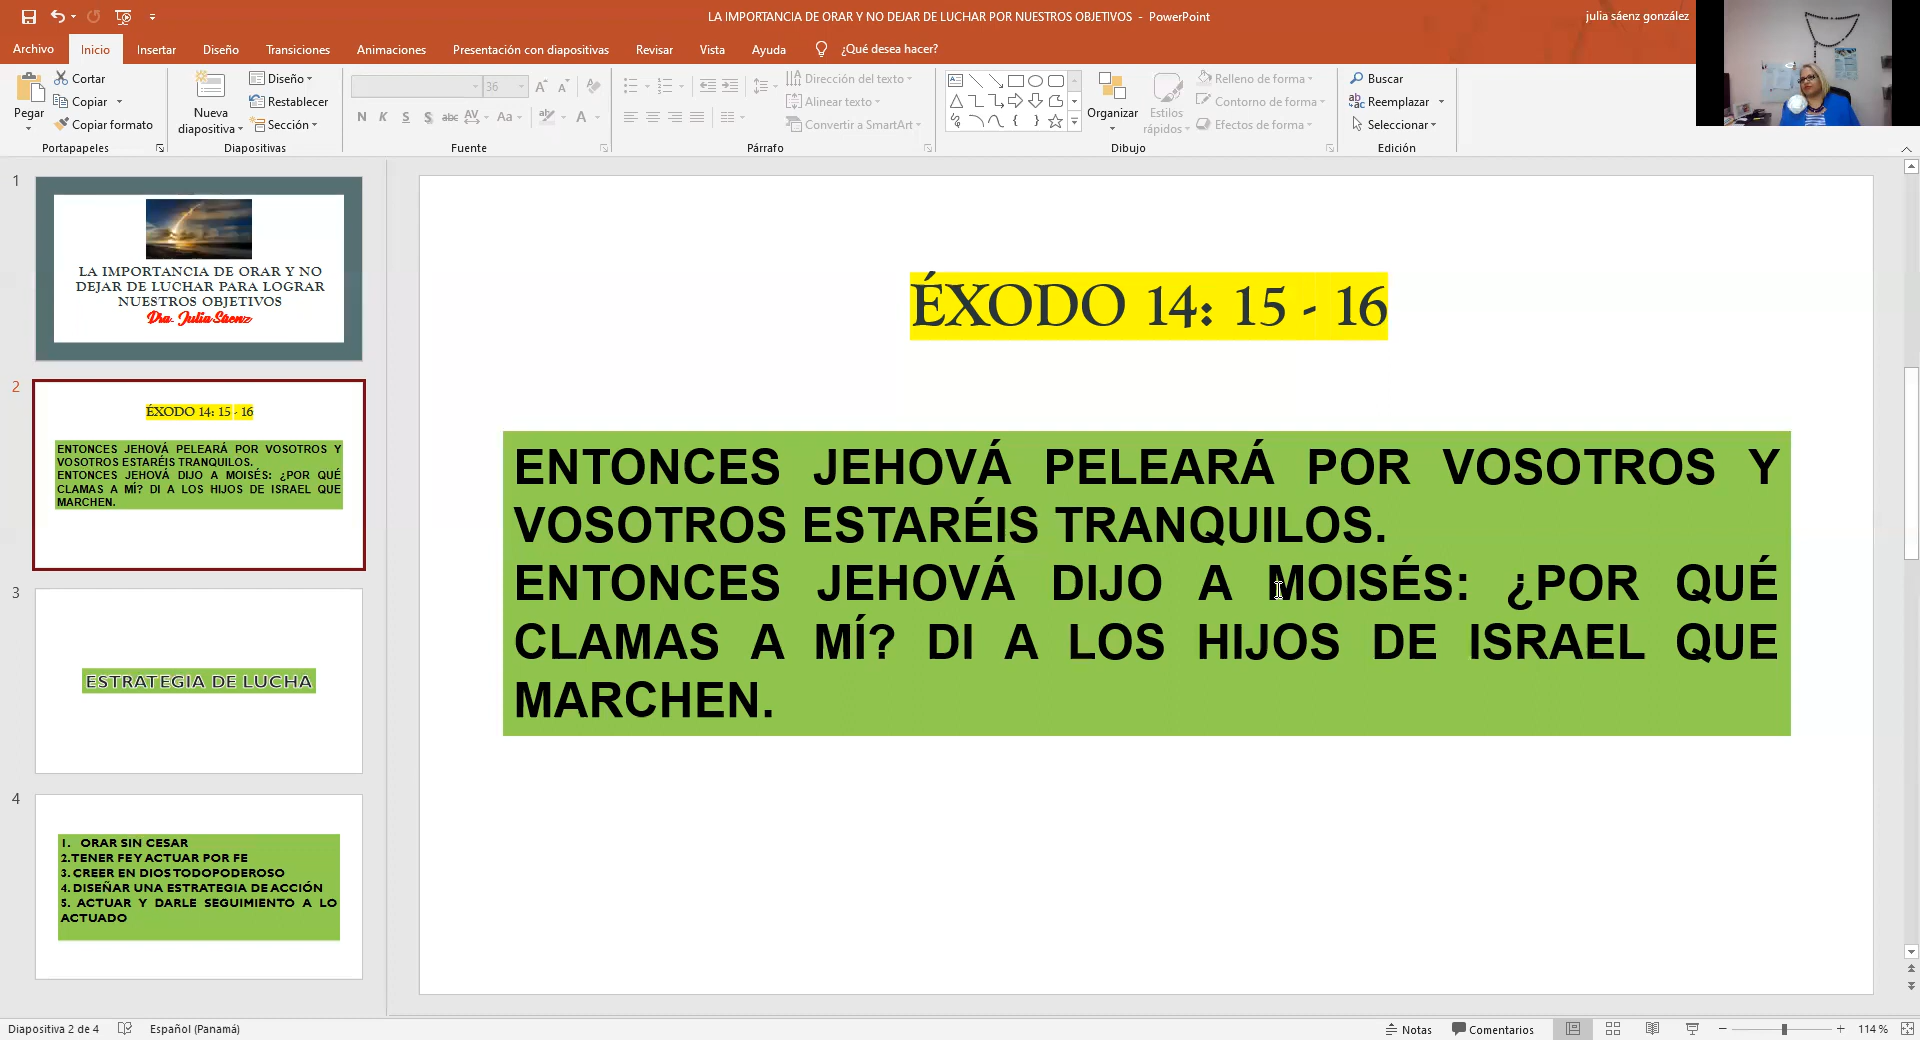 LA IMPORTANCIA DE ORAR Y NO DEJAR DE LUCHAR POR NUESTROS OBJETIVOS - PowerPoint
julia sáenz gonzález
Archivo
Inicio
Insertar
Diseño
Transiciones
Animaciones
Presentación con diapositivas
Revisar
Vista
Ayuda
¿Qué desea hacer?
Pegar
Cortar
Copiar
Copiar formato
Portapapeles
Nueva
diapositiva
Diseño
Restablecer
Sección
Diapositivas
36
N K S S abc AV Aa A
Fuente
Dirección del texto
Alinear texto
Convertir a SmartArt
Párrafo
Organizar
Estilos
rápidos
Relleno de forma
Contorno de forma
Efectos de forma
Dibujo
Buscar
Reemplazar
Seleccionar
Edición
1
LA IMPORTANCIA DE ORAR Y NO
DEJAR DE LUCHAR PARA LOGRAR
NUESTROS OBJETIVOS
Dra. Julia Sáenz
2
ÉXODO 14: 15 - 16
ENTONCES JEHOVÁ PELEARÁ POR VOSOTROS Y
VOSOTROS ESTARÉIS TRANQUILOS.
ENTONCES JEHOVÁ DIJO A MOISÉS: ¿POR QUÉ
CLAMAS A MÍ? DI A LOS HIJOS DE ISRAEL QUE
MARCHEN.
3
ESTRATEGIA DE LUCHA
4
1. ORAR SIN CESAR
2.TENER FE Y ACTUAR POR FE
3. CREER EN DIOS TODOPODEROSO
4. DISEÑAR UNA ESTRATEGIA DE ACCIÓN
5. ACTUAR Y DARLE SEGUIMIENTO A LO
ACTUADO
ÉXODO 14: 15 - 16
ENTONCES JEHOVÁ PELEARÁ POR VOSOTROS Y
VOSOTROS ESTARÉIS TRANQUILOS.
ENTONCES JEHOVÁ DIJO A MOISÉS: ¿POR QUÉ
CLAMAS A MÍ? DI A LOS HIJOS DE ISRAEL QUE
MARCHEN.
Diapositiva 2 de 4
Español (Panamá)
Notas
Comentarios
114 %